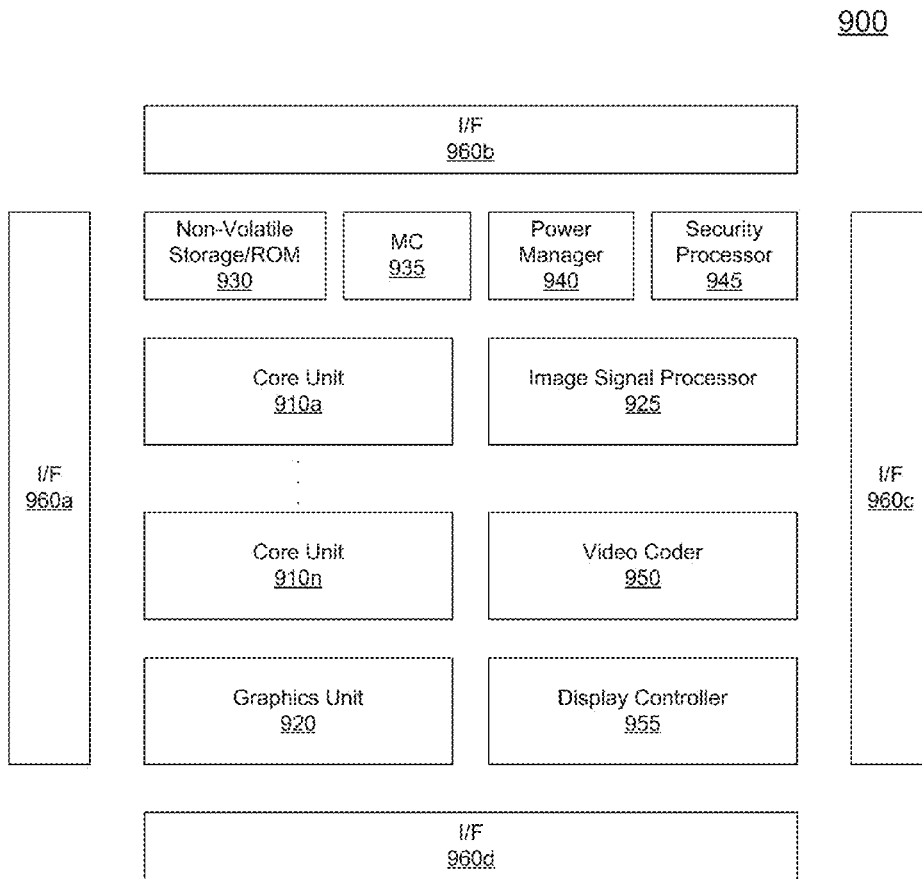 900
I/F
960b
Non-Volatile
Storage/ROM
930
MC
935
Power
Manager
940
Security
Processor
945
Core Unit
910a
Image Signal Processor
925
I/F
960a
I/F
960c
Core Unit
910n
Video Coder
950
Graphics Unit
920
Display Controller
955
I/F
960d